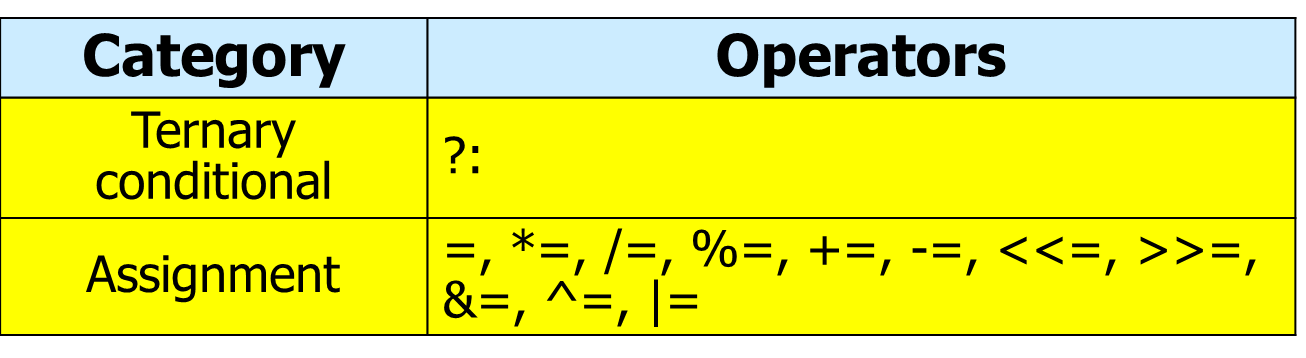 Category Operators
Ternary
conditional
?:
Assignment
=, *=, /=, %=, +=, -=, <<=, >>=,
&=, ^=, |=